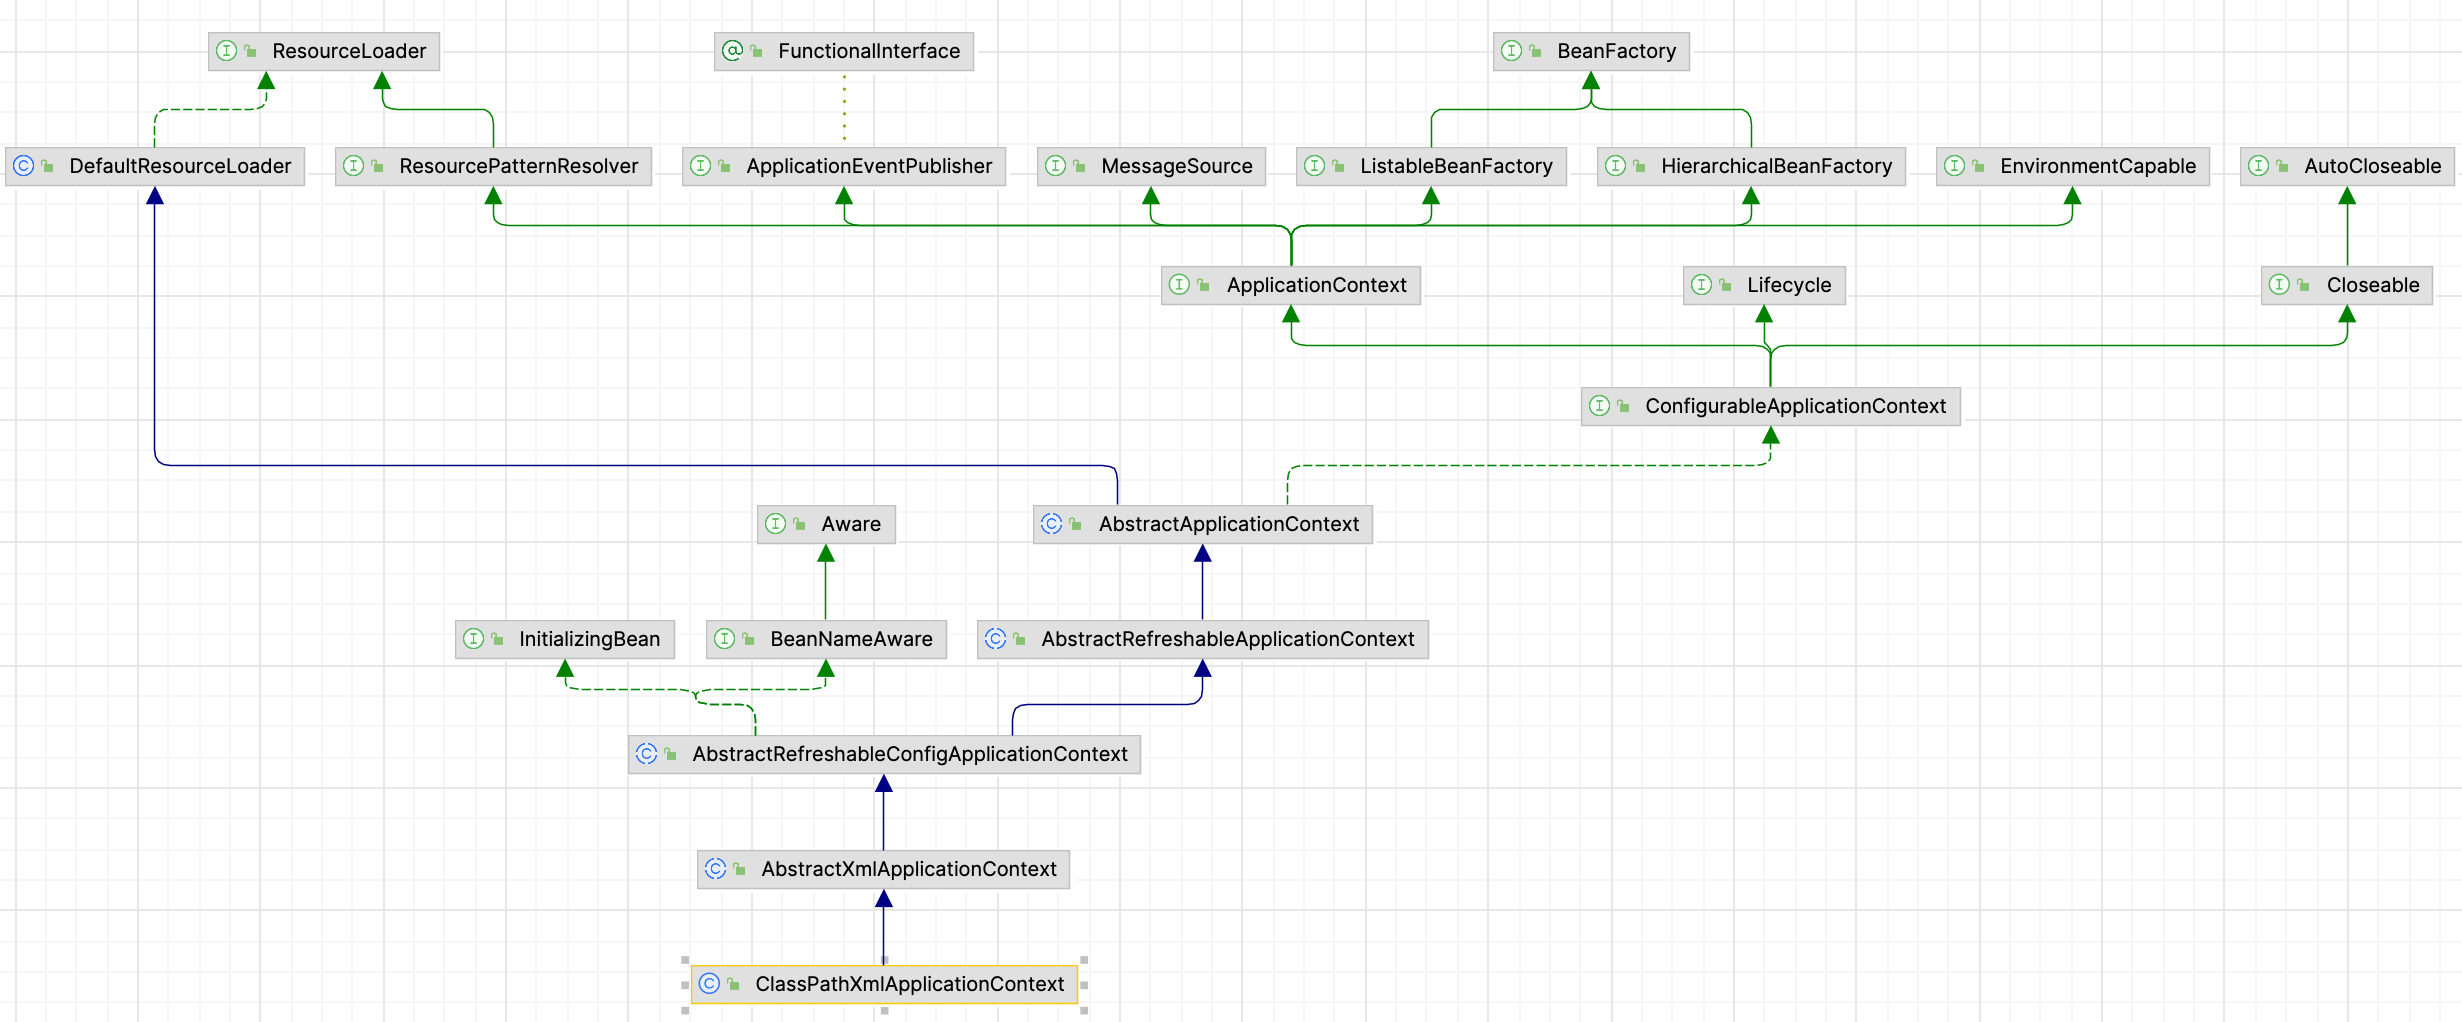 ResourceLoader
FunctionalInterface
BeanFactory
DefaultResourceLoader
ResourcePatternResolver
ApplicationEventPublisher
MessageSource
ListableBeanFactory
HierarchicalBeanFactory
EnvironmentCapable
AutoCloseable
ApplicationContext
Lifecycle
Closeable
ConfigurableApplicationContext
Aware
AbstractApplicationContext
InitializingBean
BeanNameAware
AbstractRefreshableApplicationContext
AbstractRefreshableConfigApplicationContext
AbstractXmlApplicationContext
ClassPathXmlApplicationContext